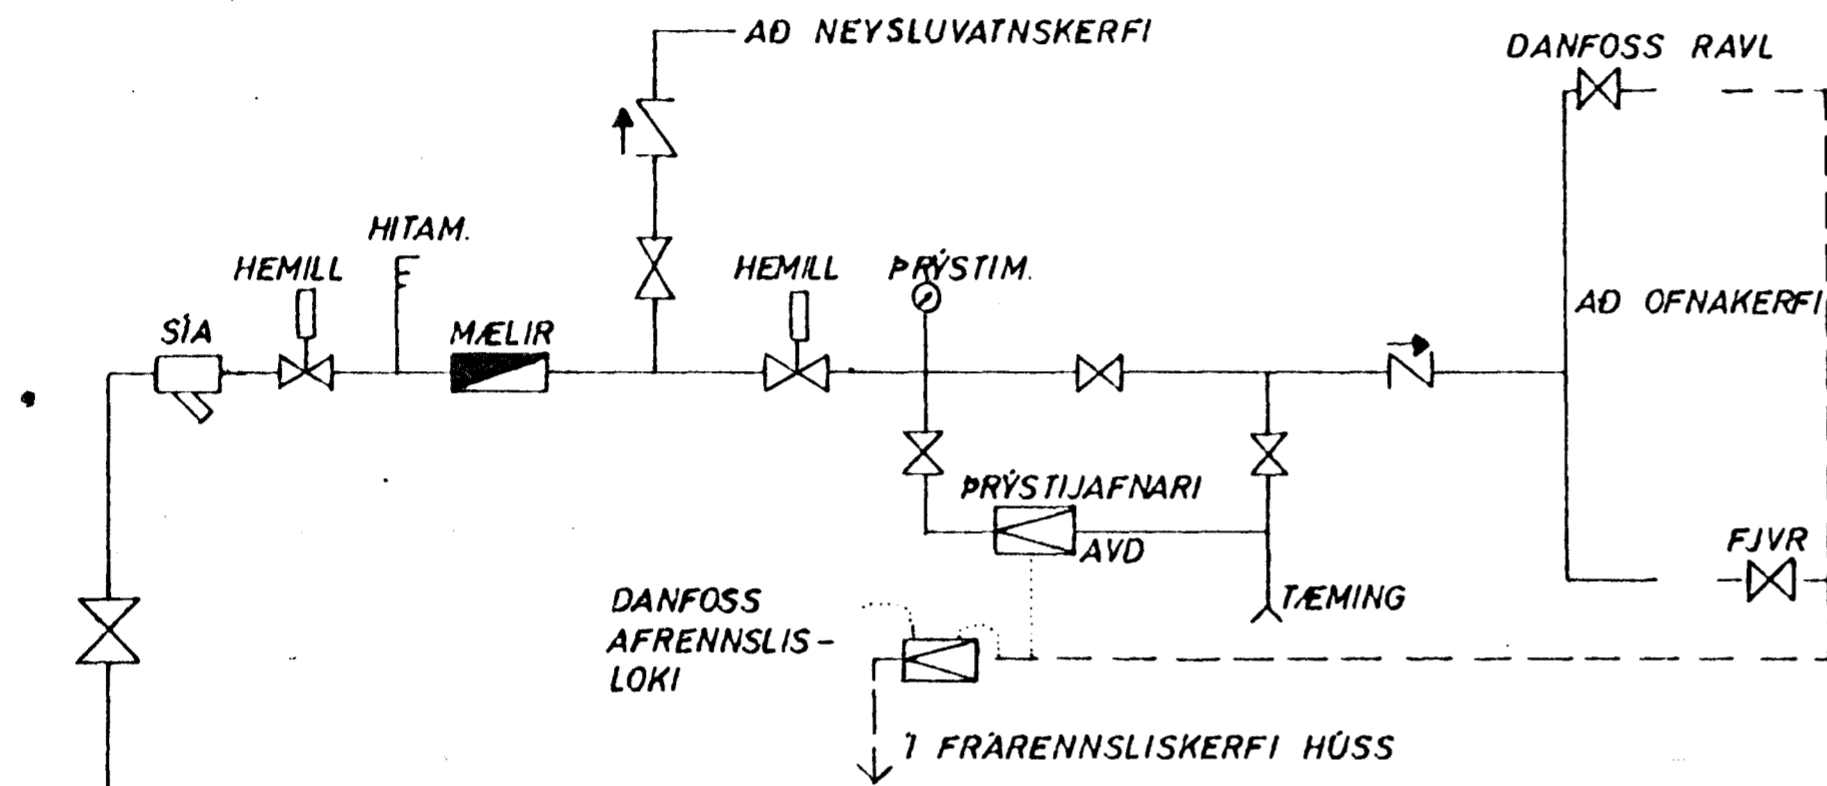 AÐ NEYSLUVATNSKERFI
DANFOSS RAVL
HITAM.
HEMILL
HEMILL
ÞRÝSTIM.
AÐ OFNAKERFI
SÍA
MÆLIR
ÞRÝSTIJAFNARI
AVD
FJVR
DANFOSS
AFRENNSLIS-
LOKI
TÆMING
Í FRÁRENNSLISKERFI HÚSS